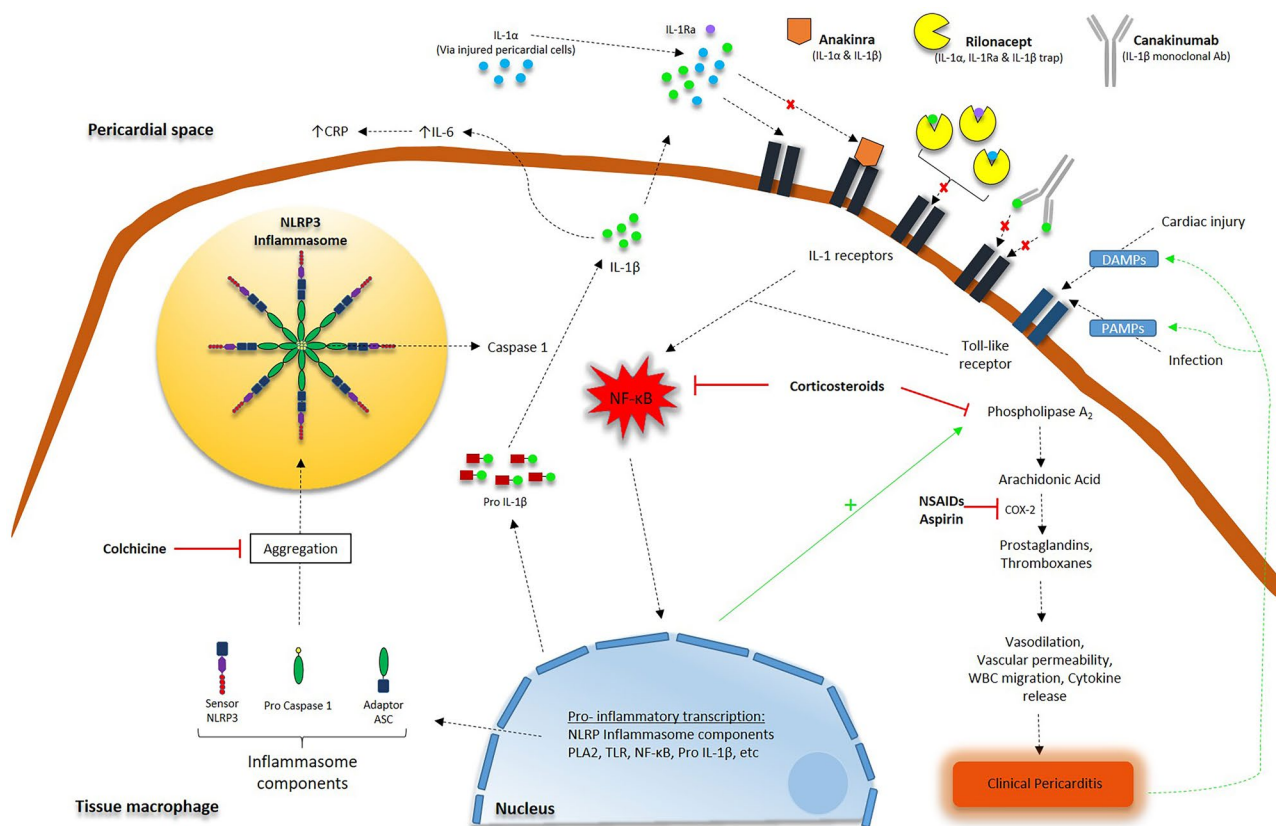 IL-1α
(Via injured pericardial cells)
IL-1Ra
Anakinra
(IL-1α & IL-1β)
Rilonacept
(IL-1α, IL-1Ra & IL-1β trap)
Canakinumab
(IL-1β monoclonal Ab)
Pericardial space
↑CRP
↑IL-6
NLRP3
Inflammasome
IL-1β
IL-1 receptors
Cardiac injury
DAMPs
PAMPs
Infection
Toll-like
receptor
Caspase 1
NF-κB
Corticosteroids
Phospholipase A₂
Arachidonic Acid
NSAIDs
Aspirin
COX-2
Prostaglandins,
Thromboxanes
Pro IL-1β
+
Colchicine
Aggregation
Vasodilation,
Vascular permeability,
WBC migration, Cytokine
release
Sensor
NLRP3
Pro Caspase 1
Adaptor
ASC
Inflammasome
components
Pro- inflammatory transcription:
NLRP Inflammasome components
PLA2, TLR, NF-κB, Pro IL-1β, etc
Clinical Pericarditis
Tissue macrophage
Nucleus